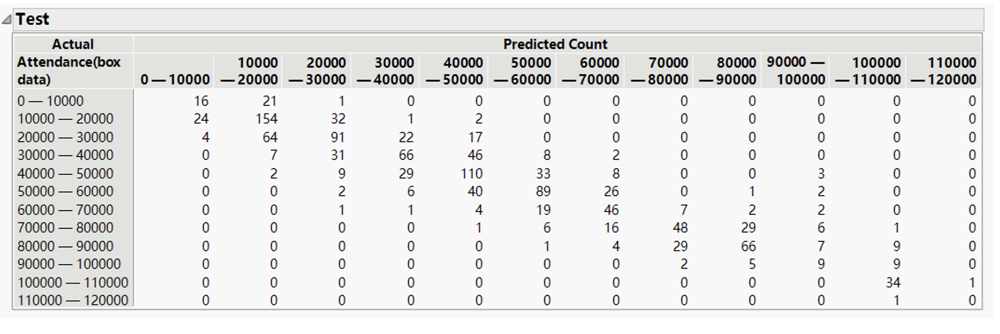 Test
Actual Predicted Count
Attendance(box 10000 20000 30000 40000 50000 60000 70000 80000 90000 — 100000 110000
data) 0 — 10000 — 20000 — 30000 — 40000 — 50000 — 60000 — 70000 — 80000 — 90000 100000 — 110000 — 120000
0 — 10000 16 21 1 0 0 0 0 0 0 0 0 0
10000 — 20000 24 154 32 1 2 0 0 0 0 0 0 0
20000 — 30000 4 64 91 22 17 0 0 0 0 0 0 0
30000 — 40000 0 7 31 66 46 8 2 0 0 0 0 0
40000 — 50000 0 2 9 29 110 33 8 0 0 3 0 0
50000 — 60000 0 0 2 6 40 89 26 0 1 2 0 0
60000 — 70000 0 0 1 1 4 19 46 7 2 2 0 0
70000 — 80000 0 0 0 0 1 6 16 48 29 6 1 0
80000 — 90000 0 0 0 0 0 1 4 29 66 7 9 0
90000 — 100000 0 0 0 0 0 0 0 2 5 9 9 0
100000 — 110000 0 0 0 0 0 0 0 0 0 0 34 1
110000 — 120000 0 0 0 0 0 0 0 0 0 0 1 0